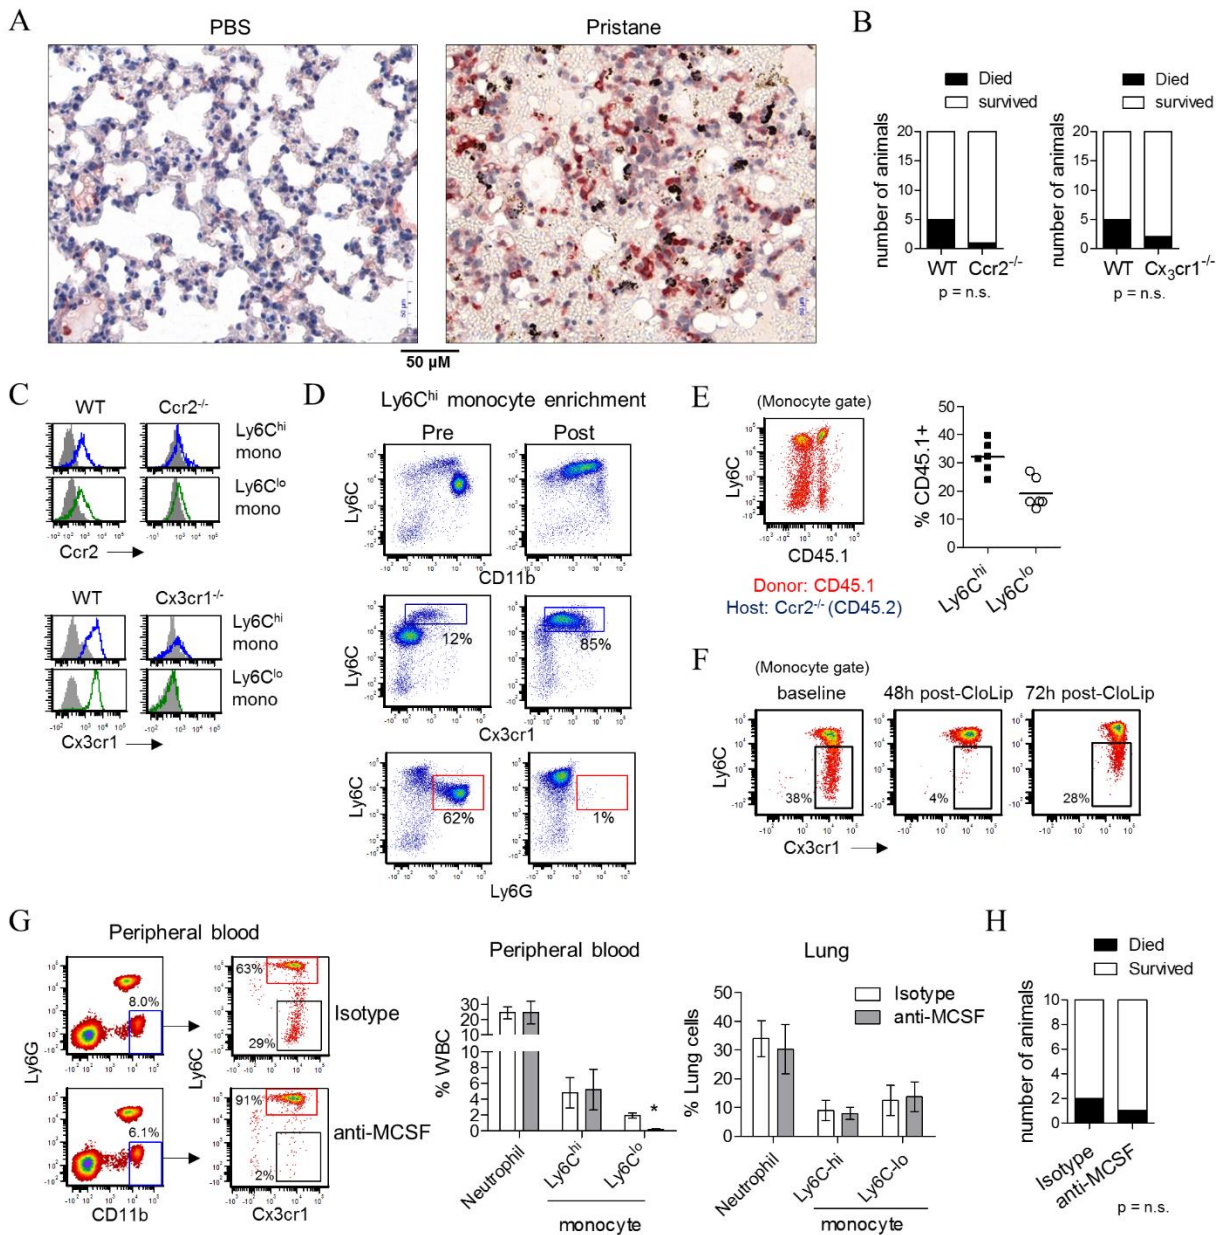 A
PBS
Pristane
50 µM
B
Died
survived
number of animals
20
15
10
5
0
WT Ccr2-/-
p = n.s.
Died
survived
number of animals
20
15
10
5
0
WT Cx3cr1-/-
p = n.s.
C
WT Ccr2-/-
Ly6Chi
mono
Ly6Clo
mono
Ccr2
WT Cx3cr1-/-
Ly6Chi
mono
Ly6Clo
mono
Cx3cr1
D
Ly6Chi monocyte enrichment
Pre Post
Ly6C
CD11b
Ly6C
12%
85%
Cx3cr1
Ly6C
62%
1%
Ly6G
E
(Monocyte gate)
Ly6C
CD45.1
Donor: CD45.1
Host: Ccr2-/- (CD45.2)
% CD45.1+
50
40
30
20
10
0
Ly6Chi
Ly6Clo
F
(Monocyte gate)
baseline 48h post-CloLip 72h post-CloLip
Ly6C
38%
4%
28%
Cx3cr1
G
Peripheral blood
8.0%
63%
29%
Isotype
Ly6G
Ly6C
6.1%
91%
2%
anti-MCSF
CD11b
Cx3cr1
Peripheral blood
% WBC
30
20
10
8
6
4
2
0
*
Neutrophil
Ly6Chi
Ly6Clo
monocyte
Lung
Isotype
anti-MCSF
% Lung cells
50
40
30
20
10
0
Neutrophil
Ly6C-hi
Ly6C-lo
monocyte
H
Died
Survived
number of animals
10
8
6
4
2
0
Isotype
anti-MCSF
p = n.s.